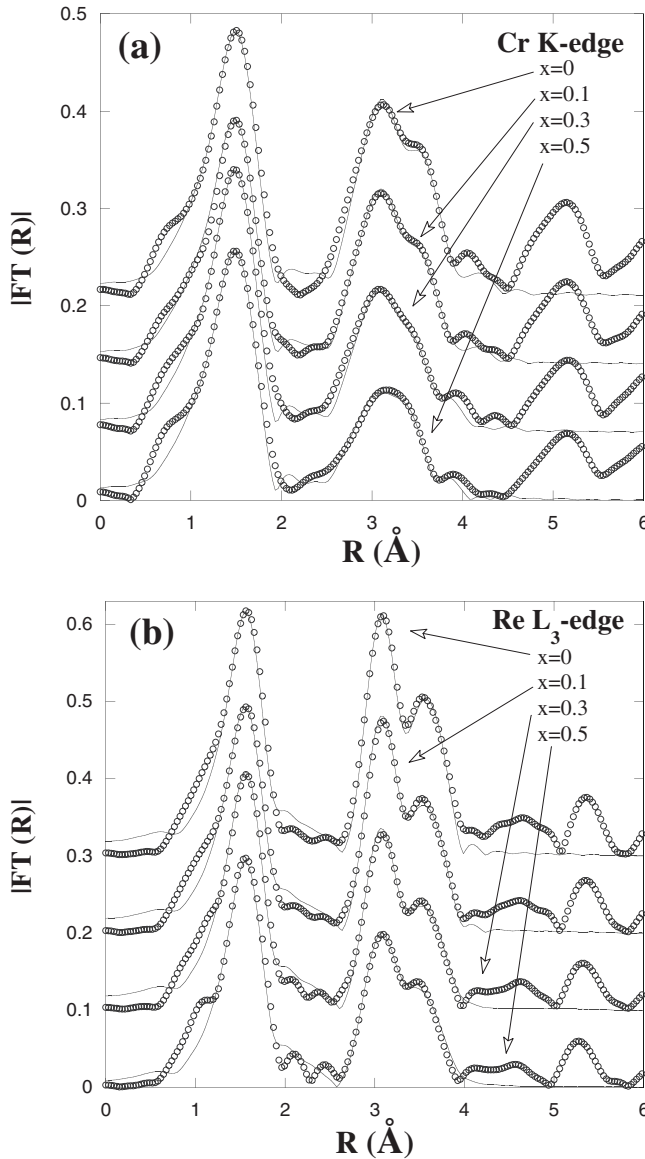 (a)
Cr K-edge
x=0
x=0.1
x=0.3
x=0.5
0.5
0.4
0.3
0.2
0.1
0
|FT (R)|
0 1 2 3 4 5 6
R (Å)
(b)
Re L3-edge
x=0
x=0.1
x=0.3
x=0.5
0.6
0.5
0.4
0.3
0.2
0.1
0
|FT (R)|
0 1 2 3 4 5 6
R (Å)